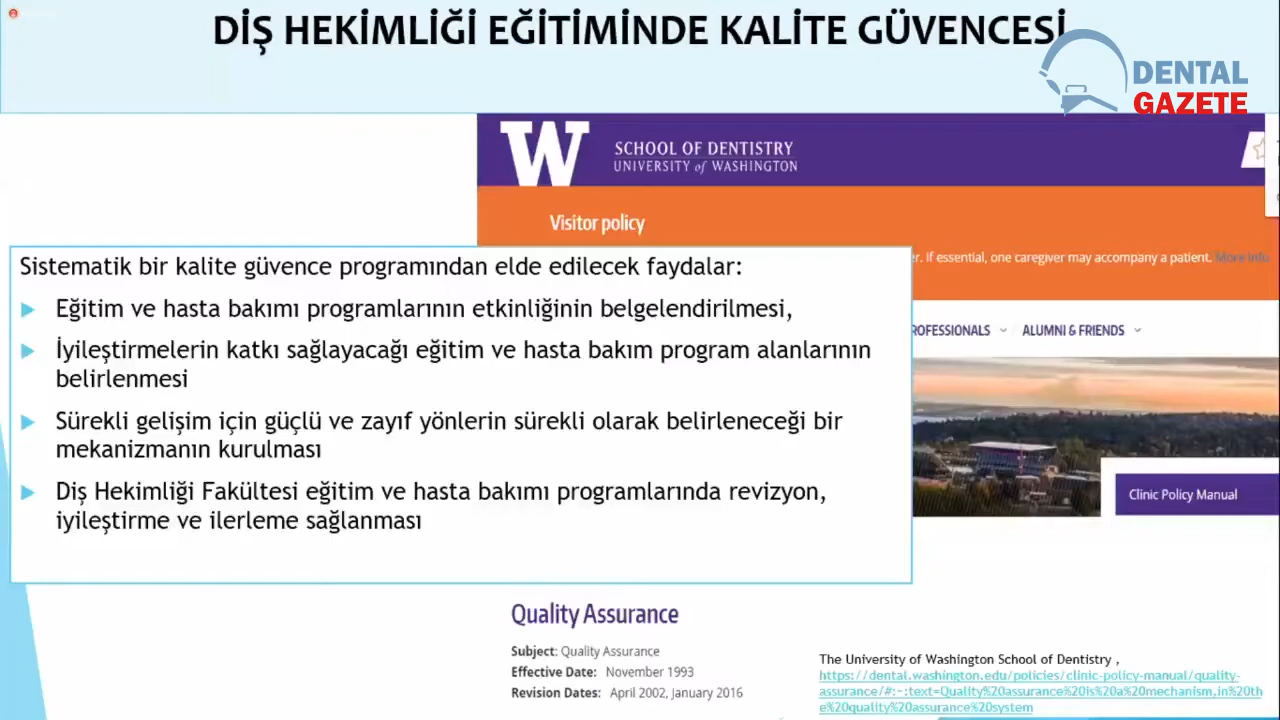 DİŞ HEKİMLİĞİ EĞİTİMİNDE KALİTE GÜVENCESİ
DENTAL
GAZETE
W
SCHOOL OF DENTISTRY
UNIVERSITY of WASHINGTON
Visitor policy
r. If essential, one caregiver may accompany a patient. More Info
Sistematik bir kalite güvence programından elde edilecek faydalar:
Eğitim ve hasta bakımı programlarının etkinliğinin belgelendirilmesi,
İyileştirmelerin katkı sağlayacağı eğitim ve hasta bakım program alanlarının
belirlenmesi
Sürekli gelişim için güçlü ve zayıf yönlerin sürekli olarak belirleneceği bir
mekanizmanın kurulması
Diş Hekimliği Fakültesi eğitim ve hasta bakımı programlarında revizyon,
iyileştirme ve ilerleme sağlanması
ROFESSIONALS ALUMNI & FRIENDS
Clinic Policy Manual
Quality Assurance
Subject: Quality Assurance
Effective Date: November 1993
Revision Dates: April 2002, January 2016
The University of Washington School of Dentistry ,
https://dental.washington.edu/policies/clinic-policy-manual/quality-
assurance/#:~:text=Quality%20assurance%20is%20a%20mechanism,in%20th
e%20quality%20assurance%20system